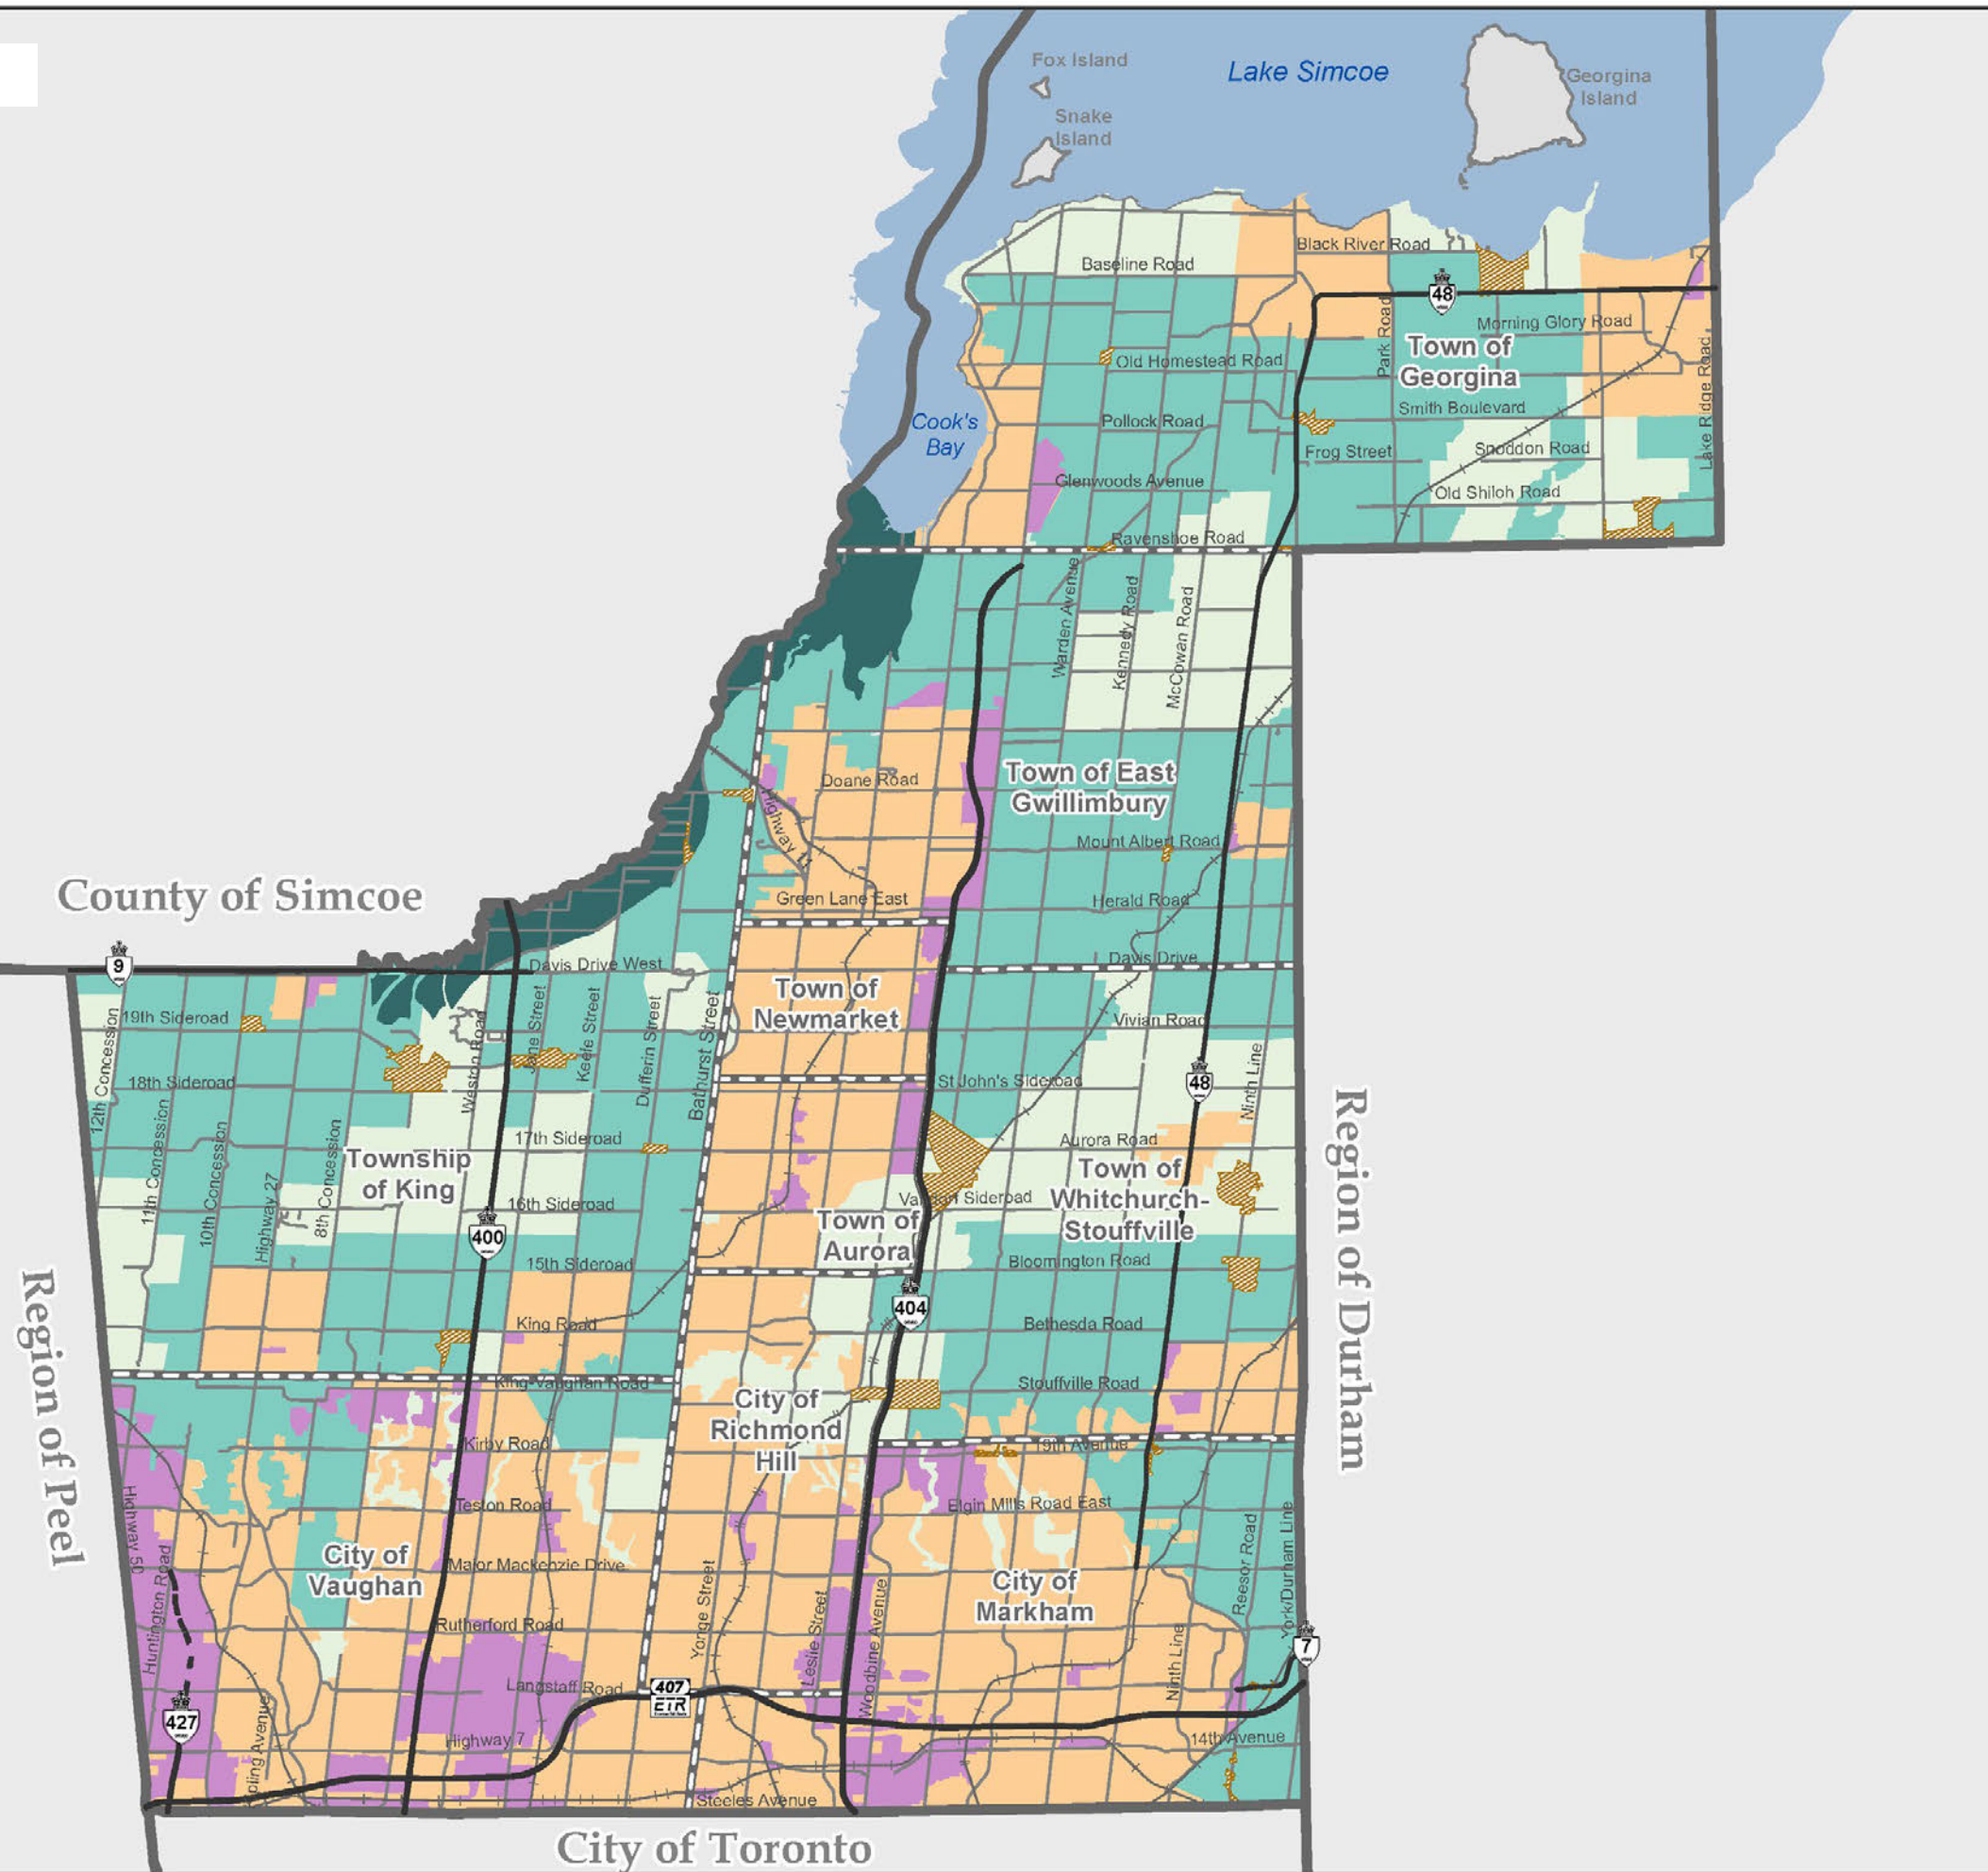 Fox Island
Lake Simcoe
Georgina
Island
Snake
Island
Black River Road
Baseline Road
48
Morning Glory Road
Park Road
Town of
Georgina
Old Homestead Road
Lake Ridge Road
Smith Boulevard
Cook's
Bay
Pollock Road
Frog Street
Snoddon Road
Glenwoods Avenue
Old Shiloh Road
Ravenshoe Road
Warden Avenue
Kennedy Road
McCowan Road
Town of East
Gwillimbury
Doane Road
Highway 11
Mount Albert Road
Green Lane East
Herald Road
County of Simcoe
9
Davis Drive West
Davis Drive
Town of
Newmarket
19th Sideroad
12th Concession
Weston Road
Jane Street
Keele Street
Dufferin Street
Bathurst Street
Vivian Road
18th Sideroad
St John's Sideroad
48
Ninth Line
11th Concession
10th Concession
Highway 27
8th Concession
17th Sideroad
Township
of King
16th Sideroad
Aurora Road
Town of
Whitchurch-
Stouffville
Vandorf Sideroad
Town of
Aurora
400
15th Sideroad
Bloomington Road
404
Region of Durham
Region of Peel
King Road
Bethesda Road
King-Vaughan Road
Stouffville Road
City of
Richmond
Hill
Kirby Road
19th Avenue
Teston Road
Elgin Mills Road East
Highway 50
Huntington Road
City of
Vaughan
Major Mackenzie Drive
City of
Markham
Reesor Road
York/Durham Line
Rutherford Road
Yonge Street
Leslie Street
Woodbine Avenue
Ninth Line
7
Langstaff Road
407
ETR
427
Highway 7
14th Avenue
Steeles Avenue
City of Toronto